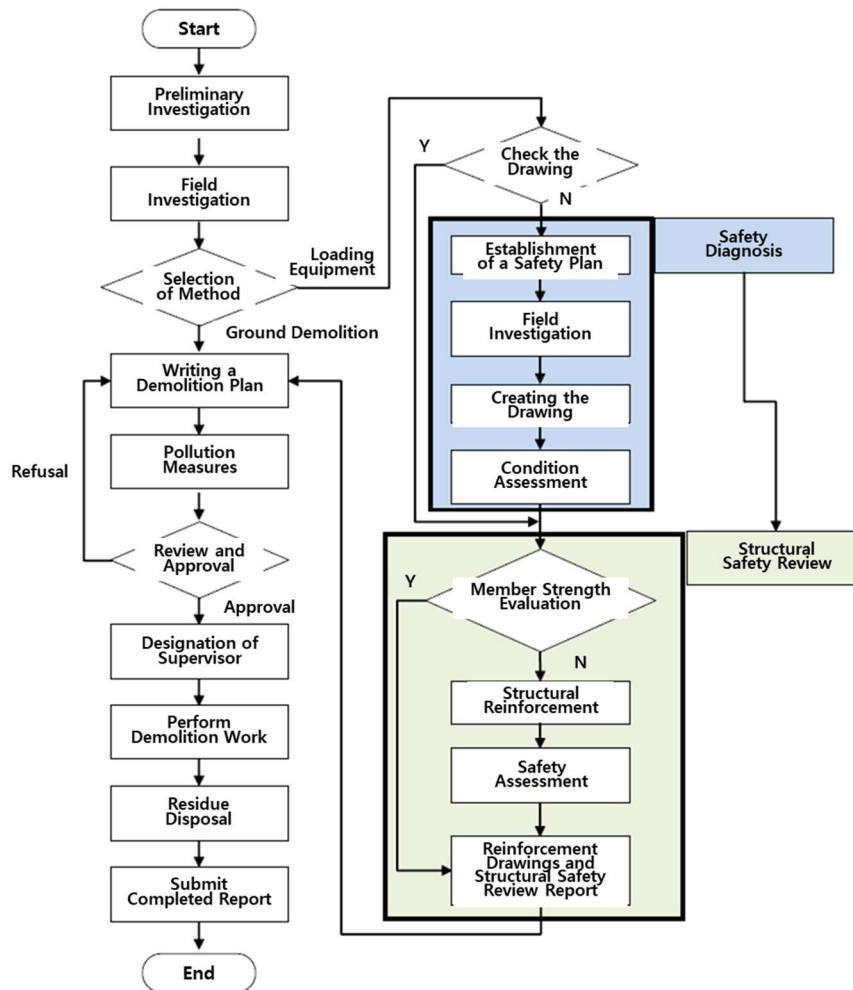 Start
Preliminary
Investigation
Field
Investigation
Selection
of Method
Loading
Equipment
Ground Demolition
Writing a
Demolition Plan
Pollution
Measures
Refusal
Review and
Approval
Approval
Designation of
Supervisor
Perform
Demolition Work
Residue
Disposal
Submit
Completed Report
End
Y
Check the
Drawing
N
Establishment
of a Safety Plan
Field
Investigation
Creating the
Drawing
Condition
Assessment
Safety
Diagnosis
Y
Member Strength
Evaluation
N
Structural
Reinforcement
Safety
Assessment
Reinforcement
Drawings and
Structural Safety
Review Report
Structural
Safety Review